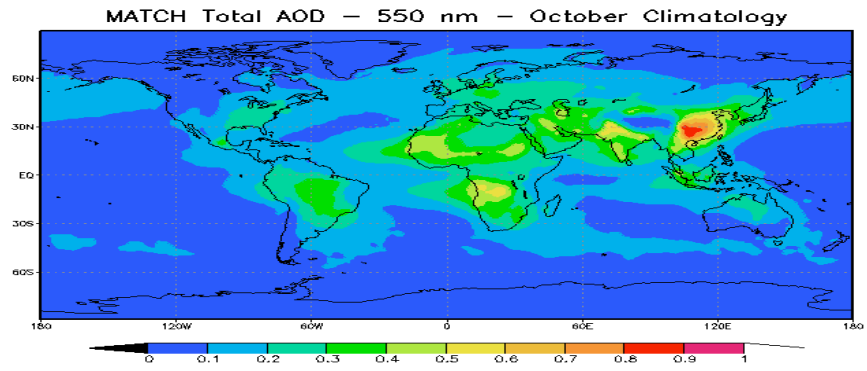 MATCH Total AOD – 550 nm – October Climatology
60N
30N
EQ
30S
60S
180 120W 60W 0 60E 120E 180
0 0.1 0.2 0.3 0.4 0.5 0.6 0.7 0.8 0.9 1